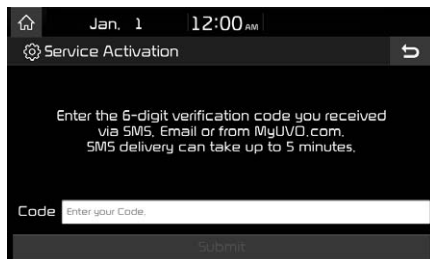 Jan. 1 12:00 AM
Service Activation
Enter the 6-digit verification code you received
via SMS, Email or from MyUVO.com.
SMS delivery can take up to 5 minutes.
Code Enter your Code.
Submit